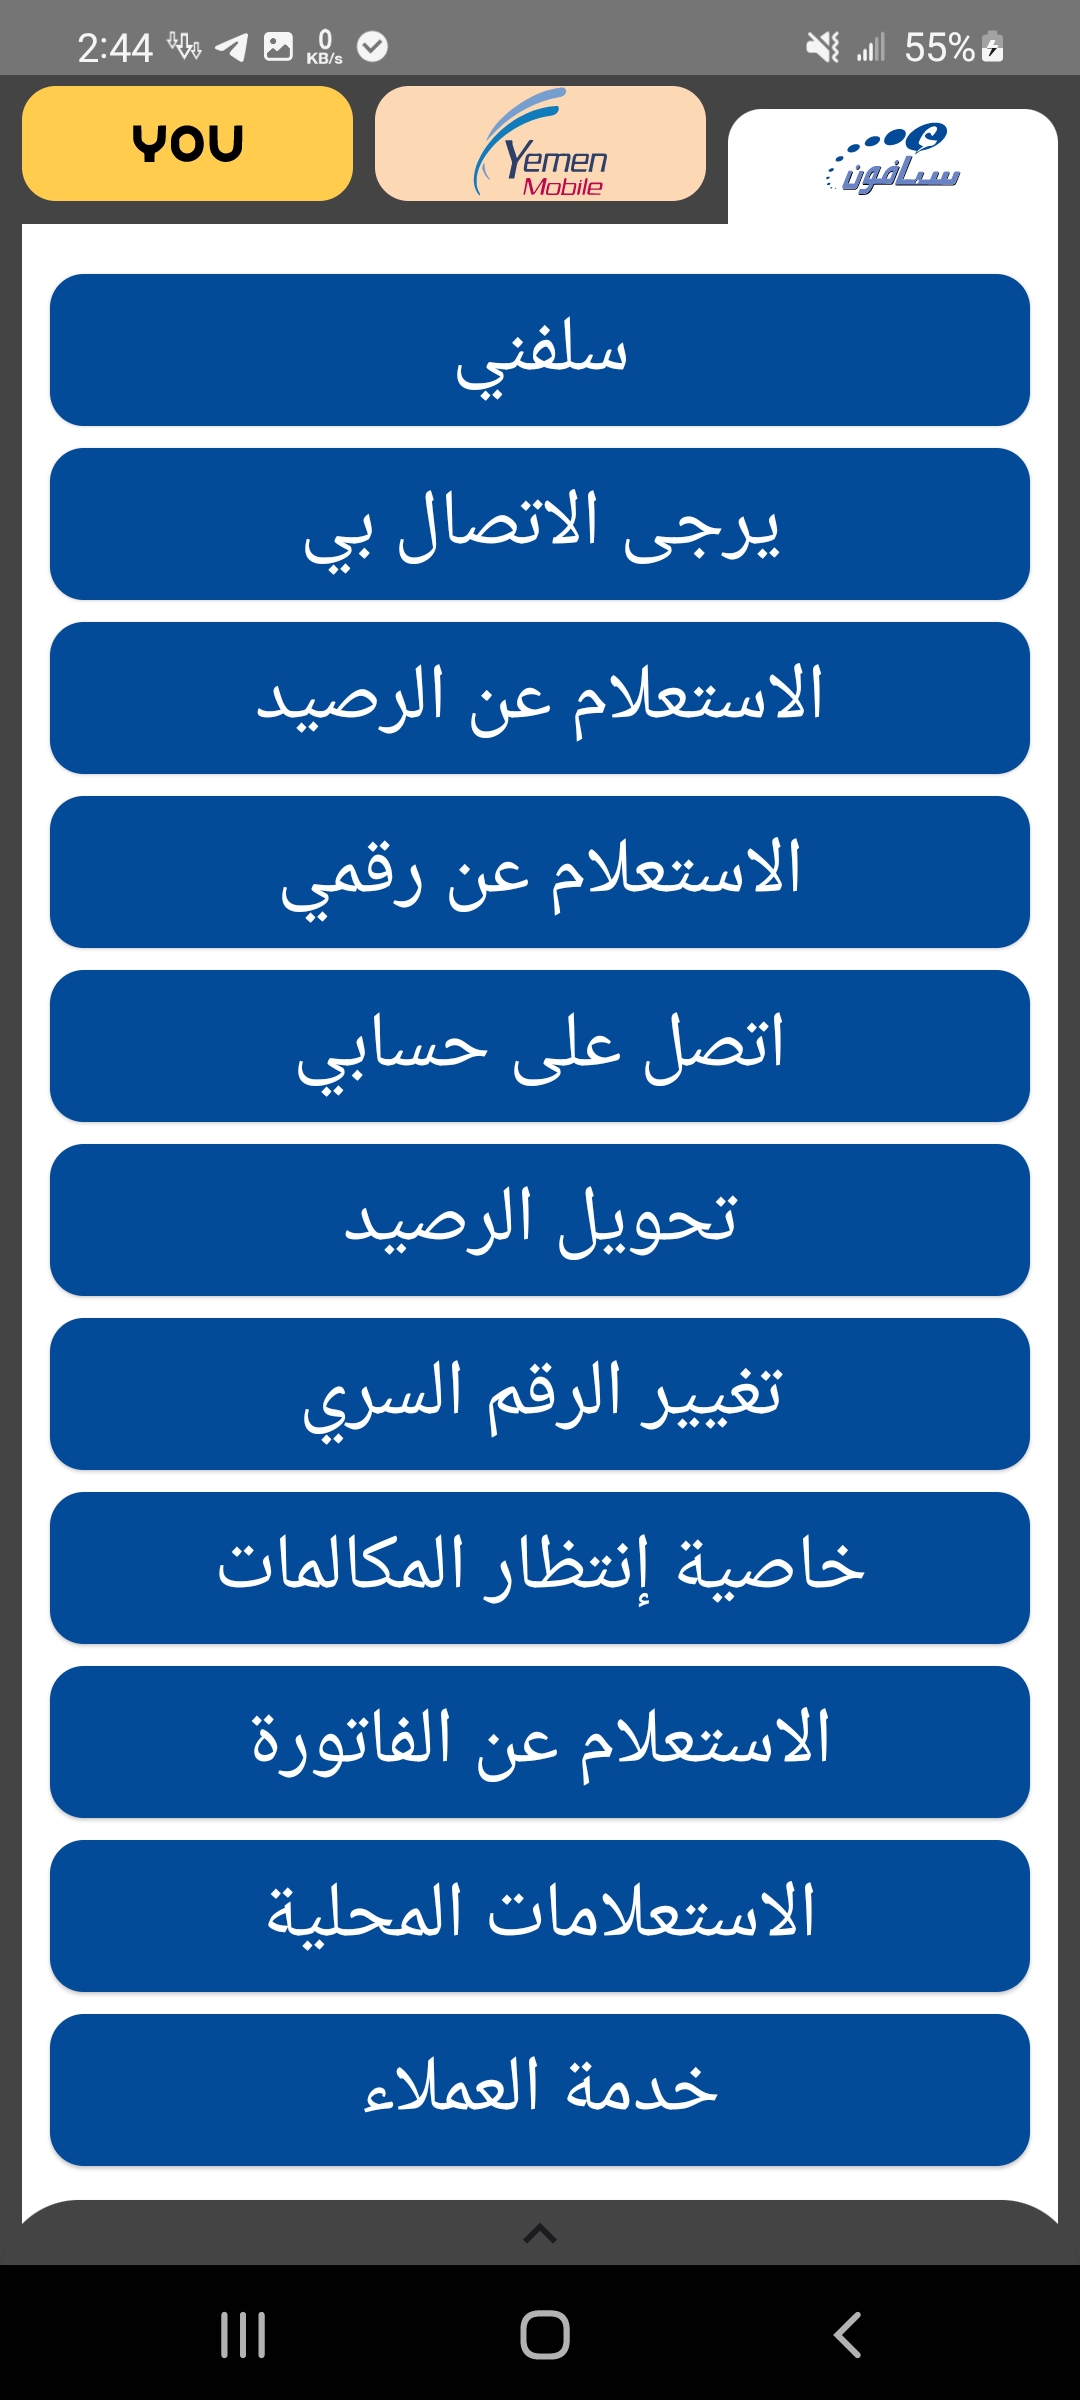 2:44
0
KB/s
55%
YOU
Yemen
Mobile
سبأفون
سلفني
يرجى الاتصال بي
الاستعلام عن الرصيد
الاستعلام عن رقمي
اتصل على حسابي
تحويل الرصيد
تغيير الرقم السري
خاصية إنتظار المكالمات
الاستعلام عن الفاتورة
الاستعلامات المحلية
خدمة العملاء